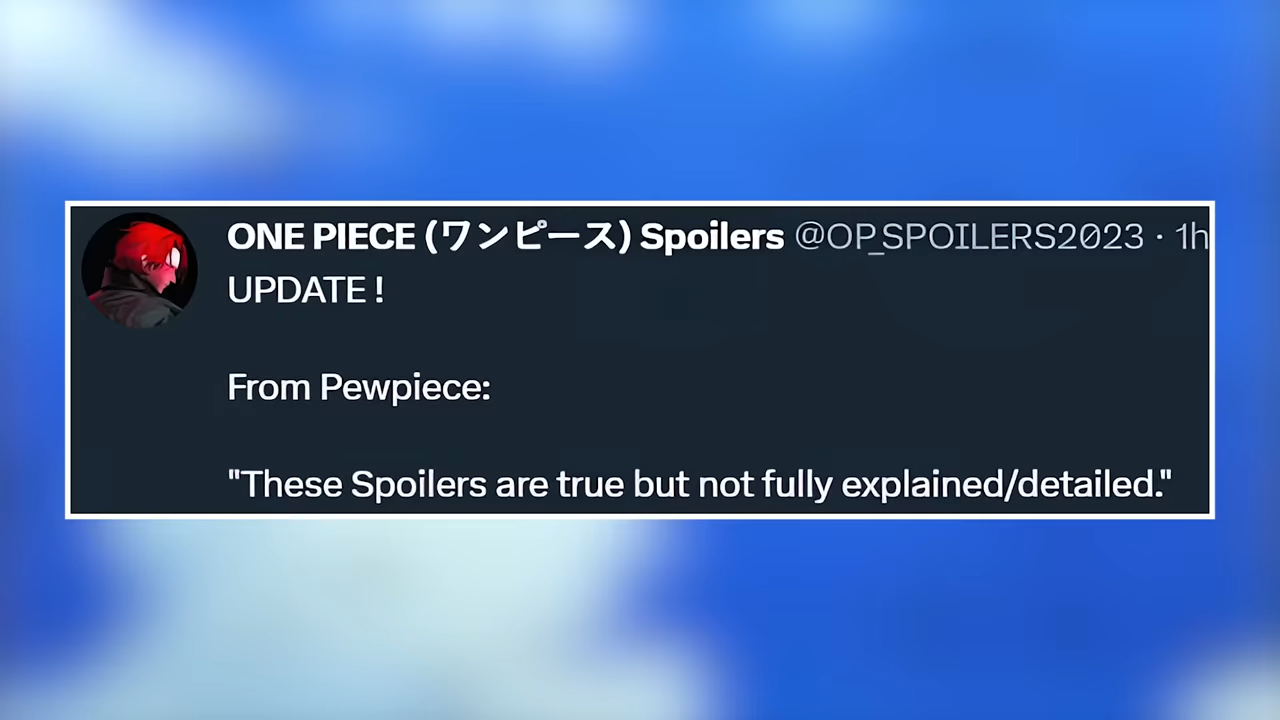 ONE PIECE (ワンピース) Spoilers @OP_SPOILERS2023 · 1h
UPDATE !
From Pewpiece:
"These Spoilers are true but not fully explained/detailed."